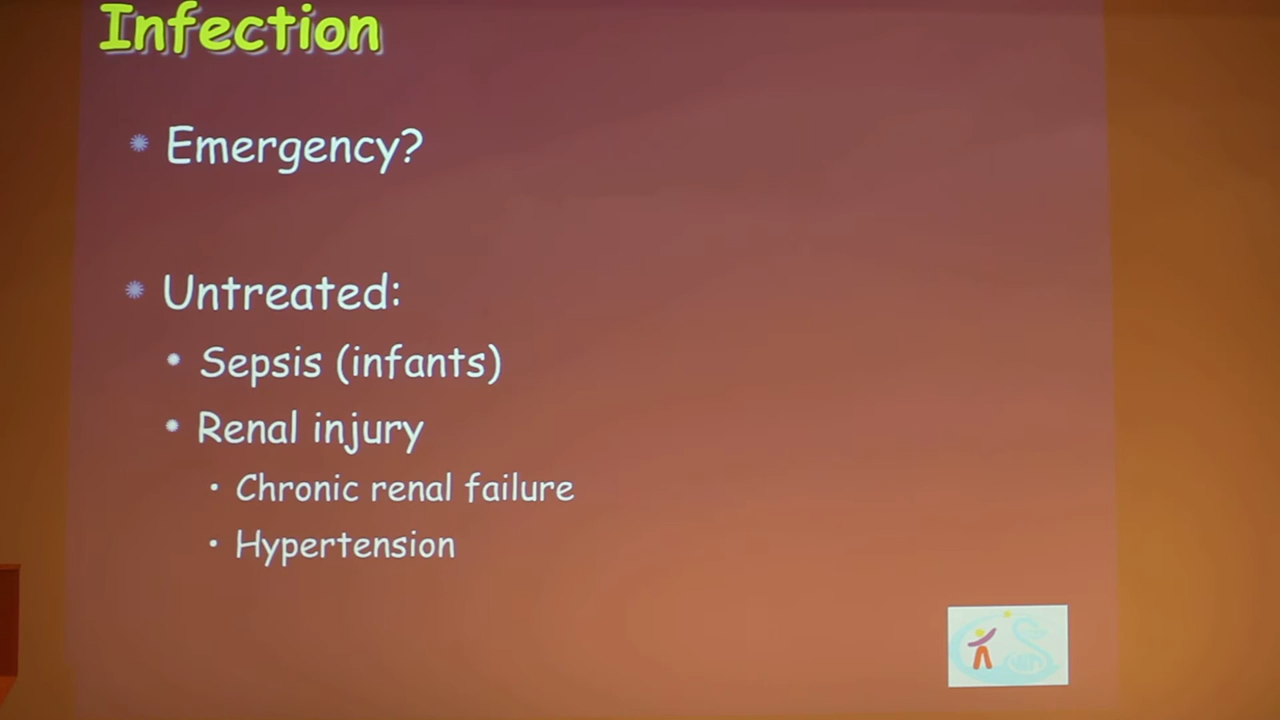 Infection
Emergency?
Untreated:
Sepsis (infants)
Renal injury
Chronic renal failure
Hypertension